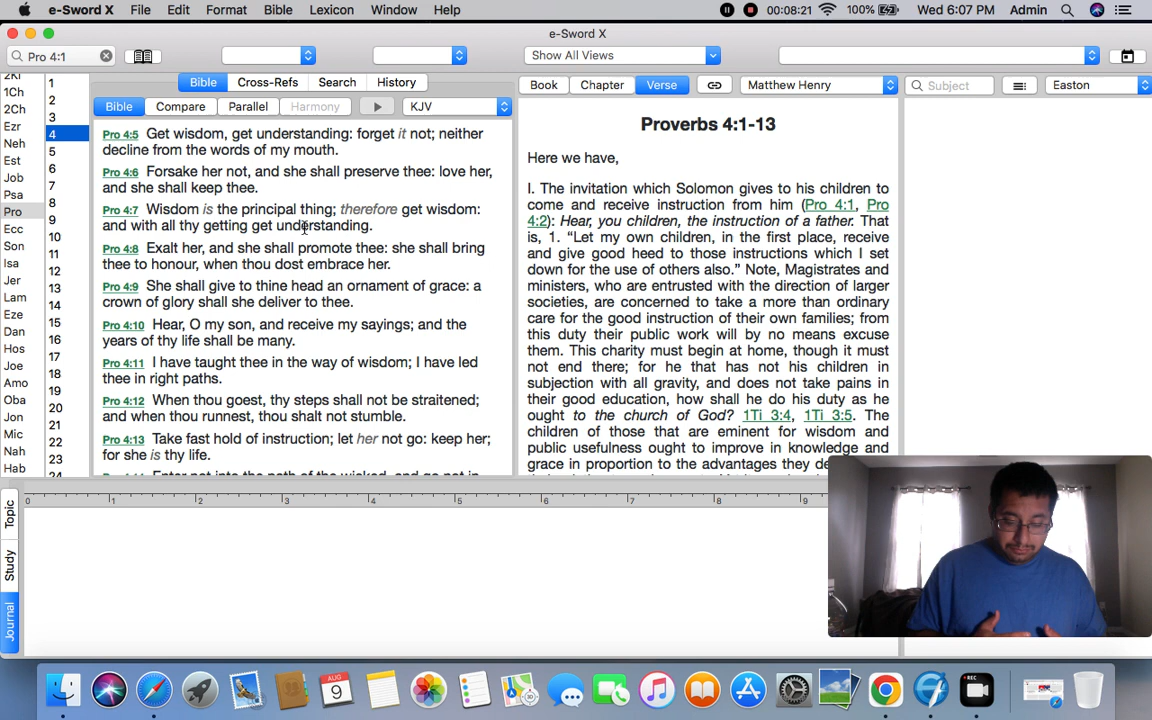 e-Sword X File Edit Format Bible Lexicon Window Help 00:08:21 100% Wed 6:07 PM Admin
e-Sword X
Pro 4:1
Show All Views
Bible Cross-Refs Search History
Bible Compare Parallel Harmony KJV
Book Chapter Verse Matthew Henry
Subject Easton
1Ch
2Ch
Ezr
Neh
Est
Job
Psa
Pro
Ecc
Son
Isa
Jer
Lam
Eze
Dan
Hos
Joe
Amo
Oba
Jon
Mic
Nah
Hab
1
2
3
4
5
6
7
8
9
10
11
12
13
14
15
16
17
18
19
20
21
22
23
24
Pro 4:5 Get wisdom, get understanding: forget it not; neither
decline from the words of my mouth.
Pro 4:6 Forsake her not, and she shall preserve thee: love her,
and she shall keep thee.
Pro 4:7 Wisdom is the principal thing; therefore get wisdom:
and with all thy getting get understanding.
Pro 4:8 Exalt her, and she shall promote thee: she shall bring
thee to honour, when thou dost embrace her.
Pro 4:9 She shall give to thine head an ornament of grace: a
crown of glory shall she deliver to thee.
Pro 4:10 Hear, O my son, and receive my sayings; and the
years of thy life shall be many.
Pro 4:11 I have taught thee in the way of wisdom; I have led
thee in right paths.
Pro 4:12 When thou goest, thy steps shall not be straitened;
and when thou runnest, thou shalt not stumble.
Pro 4:13 Take fast hold of instruction; let her not go: keep her;
for she is thy life.
Proverbs 4:1-13
Here we have,
I. The invitation which Solomon gives to his children to
come and receive instruction from him (Pro 4:1, Pro
4:2): Hear, you children, the instruction of a father. That
is, 1. “Let my own children, in the first place, receive
and give good heed to those instructions which I set
down for the use of others also.” Note, Magistrates and
ministers, who are entrusted with the direction of larger
societies, are concerned to take a more than ordinary
care for the good instruction of their own families; from
this duty their public work will by no means excuse
them. This charity must begin at home, though it must
not end there; for he that has not his children in
subjection with all gravity, and does not take pains in
their good education, how shall he do his duty as he
ought to the church of God? 1Ti 3:4, 1Ti 3:5. The
children of those that are eminent for wisdom and
public usefulness ought to improve in knowledge and
grace in proportion to the advantages they
0 1 2 3 4 5 6 7 8 9
Topic
Study
Journal
AUG
9
REC